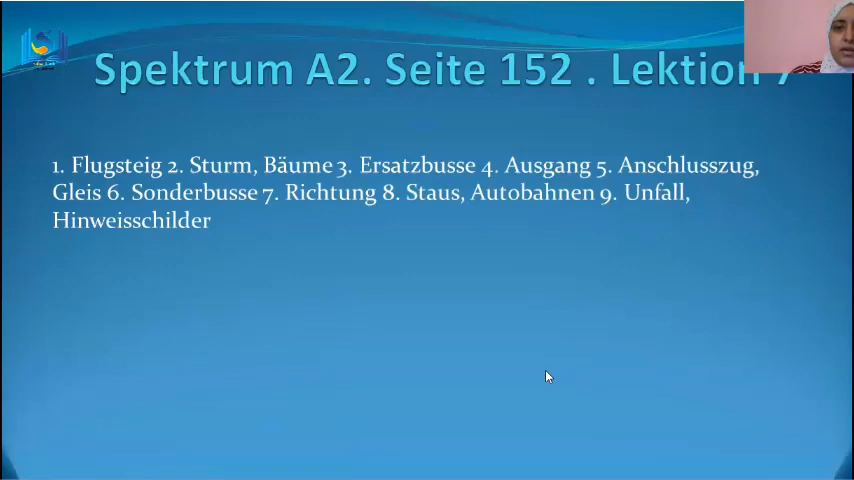 Spektrum A2. Seite 152 . Lektion 7
1. Flugsteig 2. Sturm, Bäume 3. Ersatzbusse 4. Ausgang 5. Anschlusszug,
Gleis 6. Sonderbusse 7. Richtung 8. Staus, Autobahnen 9. Unfall,
Hinweisschilder